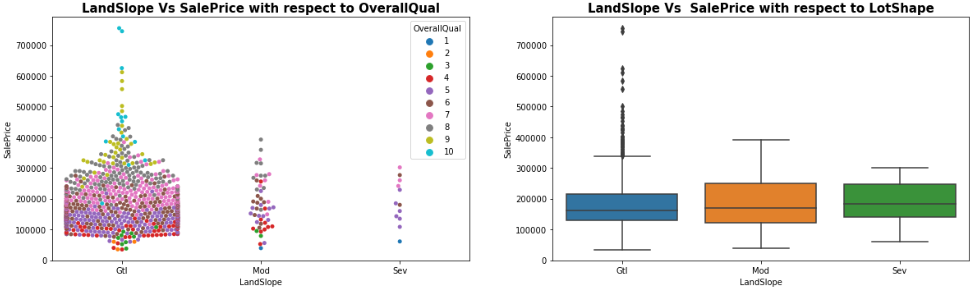 LandSlope Vs SalePrice with respect to OverallQual
SalePrice
700000
600000
500000
400000
300000
200000
100000
0
OverallQual
1
2
3
4
5
6
7
8
9
10
Gtl Mod Sev
LandSlope
LandSlope Vs  SalePrice with respect to LotShape
SalePrice
700000
600000
500000
400000
300000
200000
100000
0
Gtl Mod Sev
LandSlope